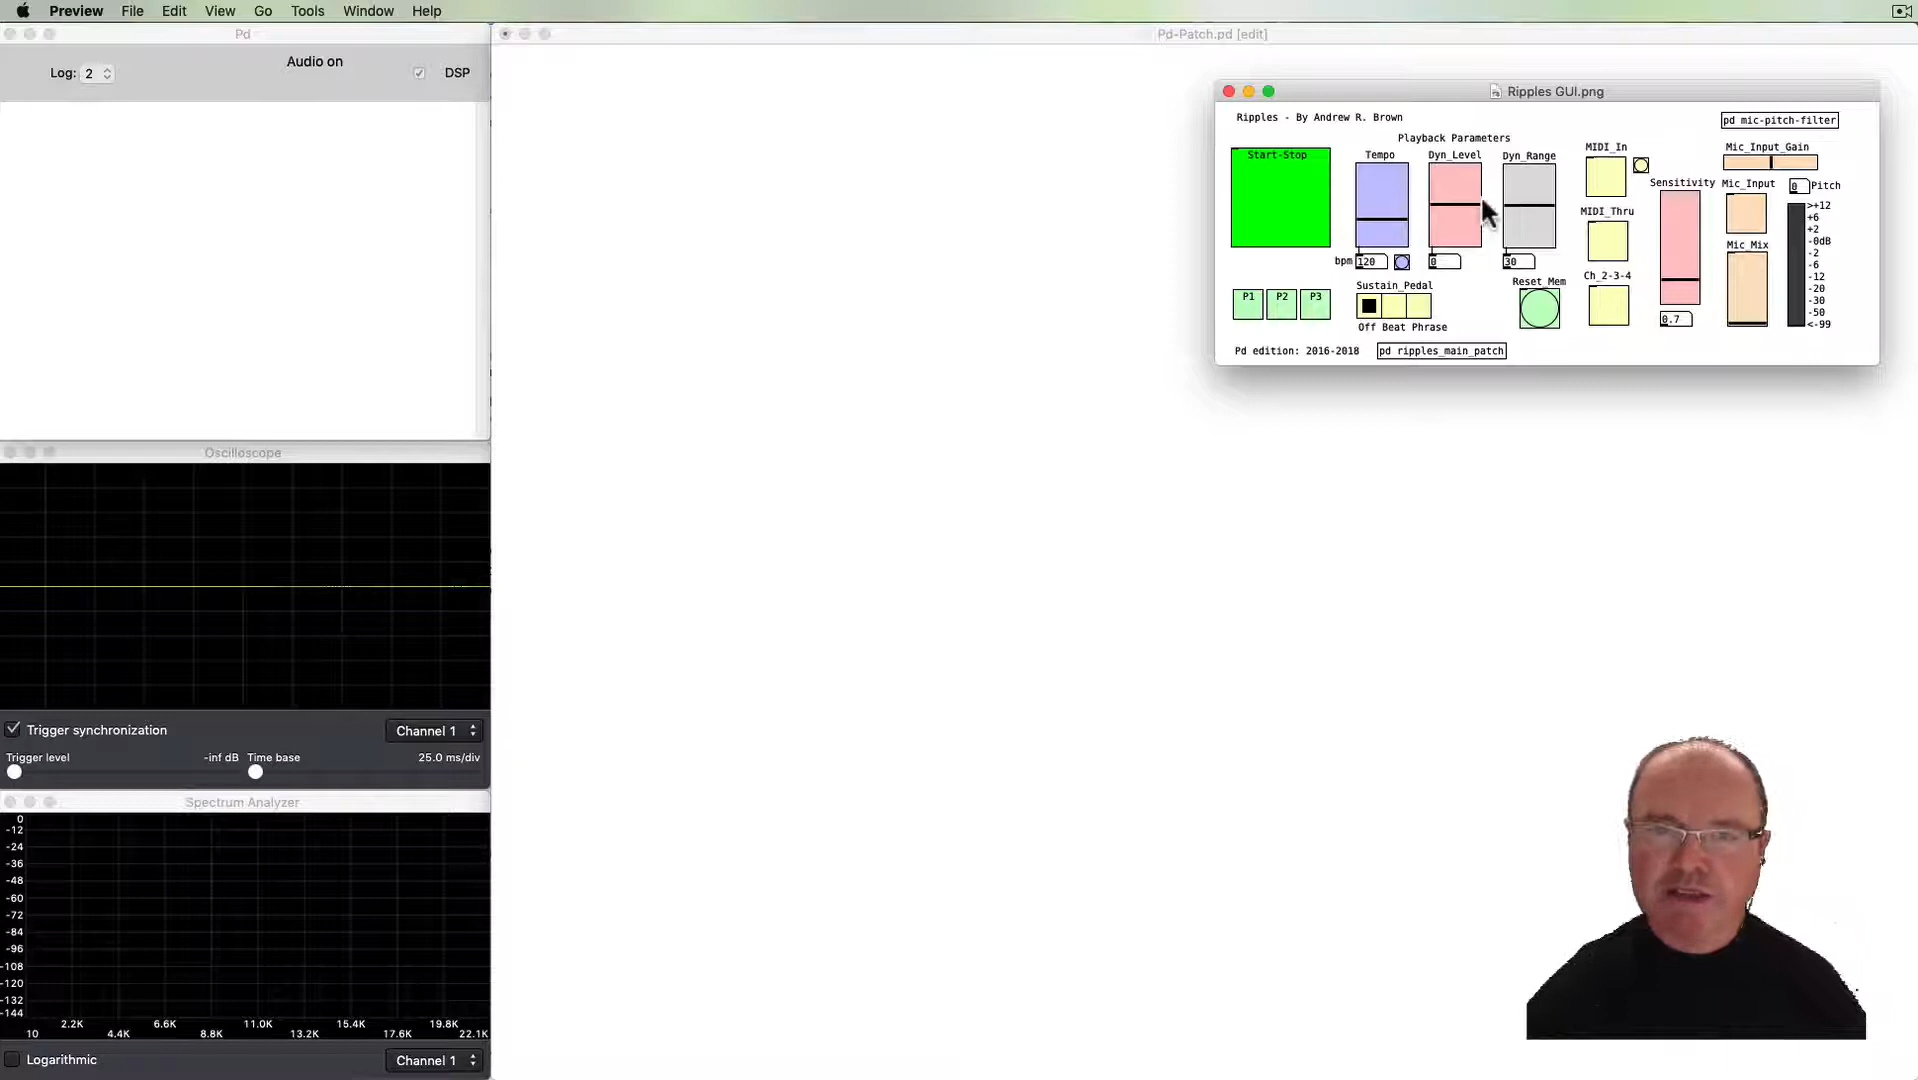 Preview File Edit View Go Tools Window Help
Pd
Log: 2
Audio on
DSP
Pd-Patch.pd [edit]
Ripples GUI.png
Ripples - By Andrew R. Brown
pd mic-pitch-filter
Playback Parameters
Start-Stop
Tempo
Dyn_Level
Dyn_Range
MIDI_In
Mic_Input_Gain
Sensitivity
Mic_Input
0 Pitch
MIDI_Thru
>+12
+6
+2
-0dB
-2
-6
-12
-20
-30
-50
<-99
Mic_Mix
bpm 120
0
30
Ch_2-3-4
P1 P2 P3
Sustain_Pedal
Reset_Mem
Off Beat Phrase
0.7
Pd edition: 2016-2018
pd ripples_main_patch
Oscilloscope
Trigger synchronization
Channel 1
Trigger level
-inf dB
Time base
25.0 ms/div
Spectrum Analyzer
0
-12
-24
-36
-48
-60
-72
-84
-96
-108
-120
-132
-144
2.2K 6.6K 11.0K 15.4K 19.8K
10 4.4K 8.8K 13.2K 17.6K 22.1K
Logarithmic
Channel 1